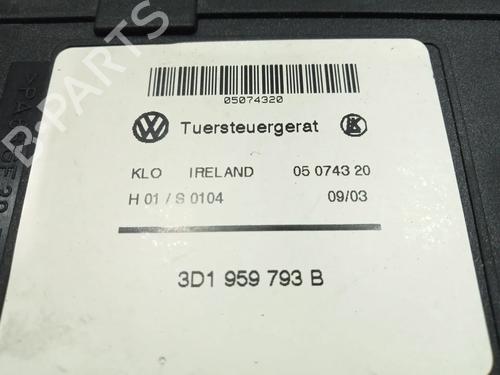 05074320
Tuersteuergerat
KLO IRELAND 05 0743 20
H 01 / S 0104 09/03
3D1 959 793 B
B-PARTS